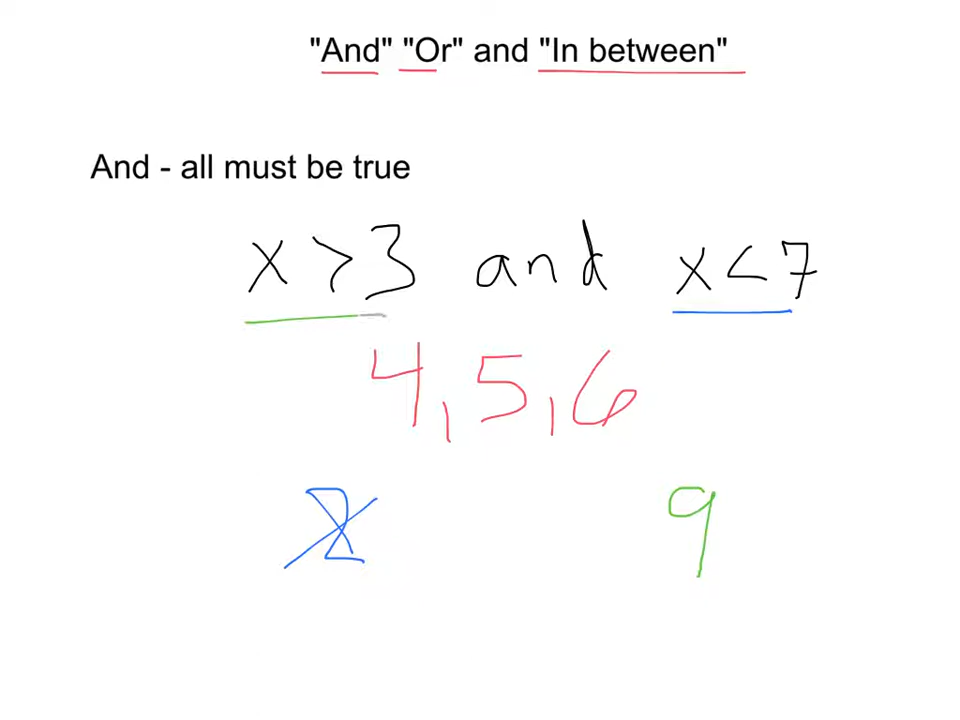 "And" "Or" and "In between"
And - all must be true
x > 3 and x < 7
4, 5, 6
2 9